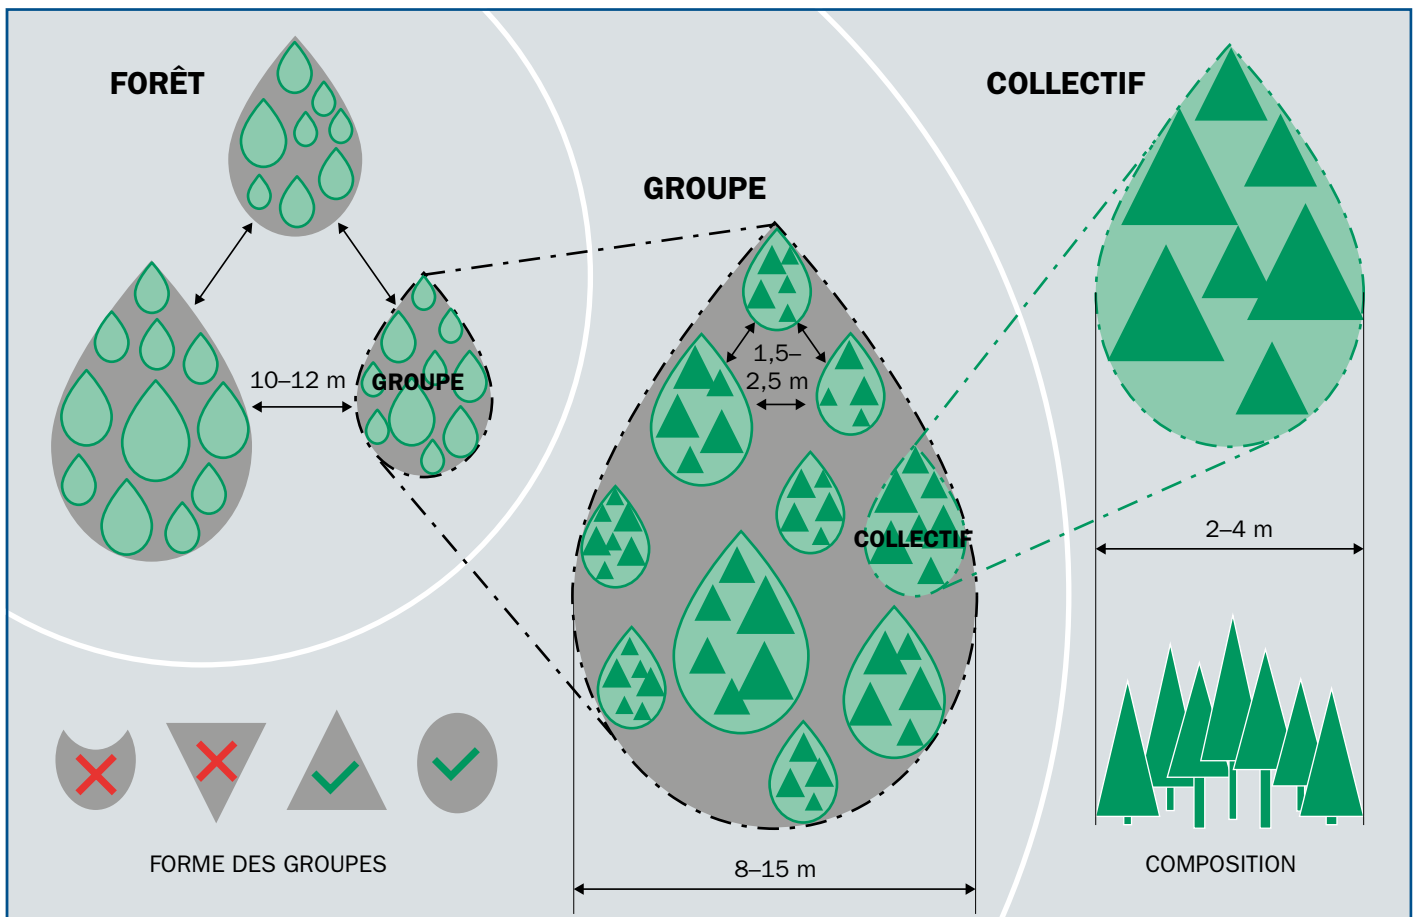 FORÊT
COLLECTIF
GROUPE
1,5–
2,5 m
10–12 m
GROUPE
COLLECTIF
2–4 m
FORME DES GROUPES
8–15 m
COMPOSITION